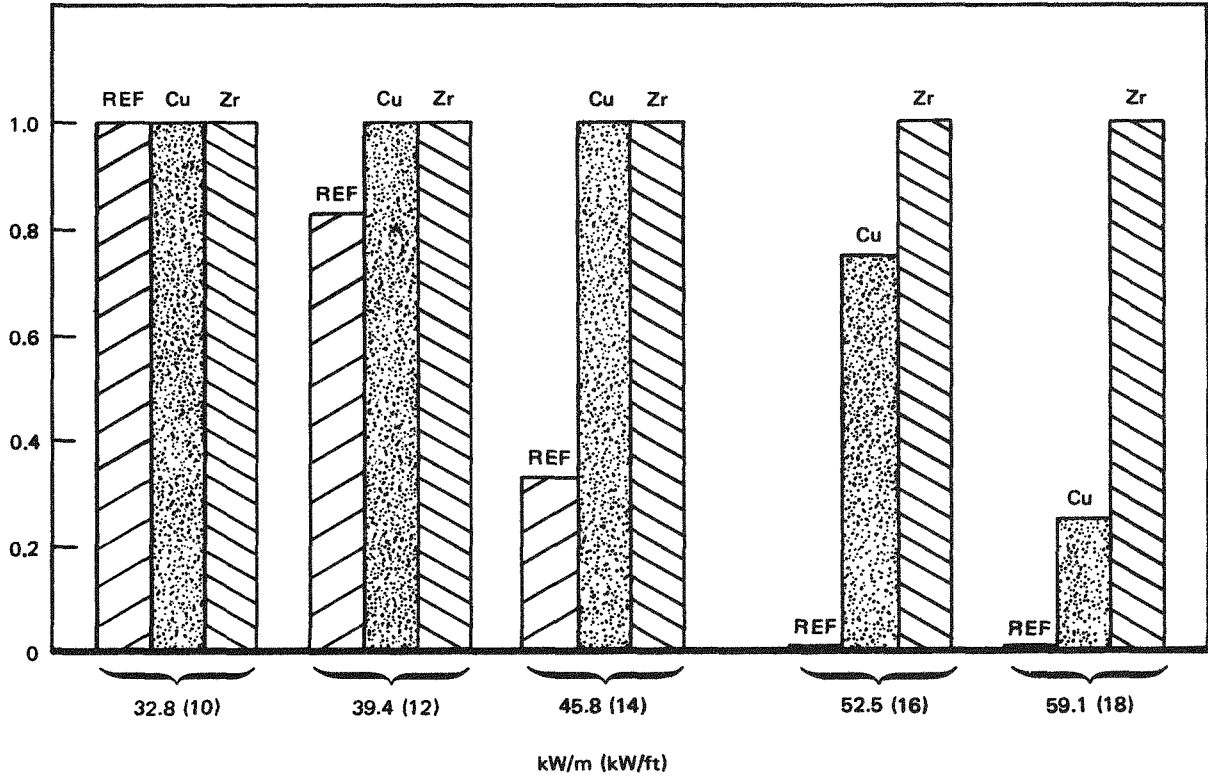 REF Cu Zr Cu Zr Cu Zr Zr Zr
1.0
REF
0.8
Cu
0.6
0.4
REF
Cu
0.2
REF REF
0
32.8 (10) 39.4 (12) 45.8 (14) 52.5 (16) 59.1 (18)
kW/m (kW/ft)